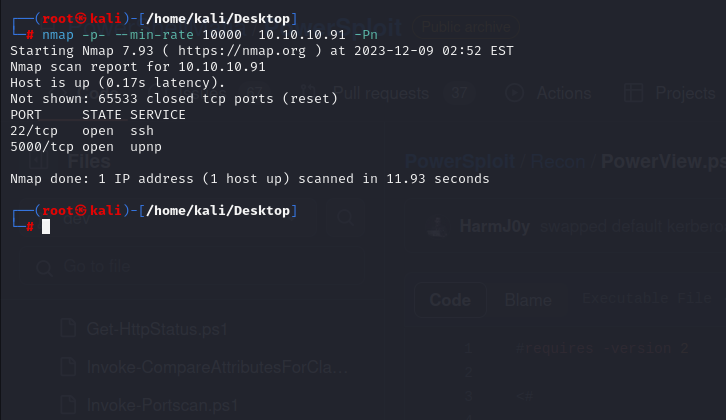 ┌──(root㉿kali)-[/home/kali/Desktop]
└─# nmap -p- --min-rate 10000  10.10.10.91 -Pn
Starting Nmap 7.93 ( https://nmap.org ) at 2023-12-09 02:52 EST
Nmap scan report for 10.10.10.91
Host is up (0.17s latency).
Not shown: 65533 closed tcp ports (reset)
PORT     STATE SERVICE
22/tcp   open  ssh
5000/tcp open  upnp
Nmap done: 1 IP address (1 host up) scanned in 11.93 seconds
┌──(root㉿kali)-[/home/kali/Desktop]
└─#
Public archive
Pull requests 37 Actions Projects
Files
PowerSploit / Recon / PowerView.ps
HarmJ0y swapped default kerbero
Go to file
Code Blame Executable File
Get-HttpStatus.ps1
1 #requires -version 2
Invoke-CompareAttributesForCla...
2
3 <#
Invoke-Portscan.ps1